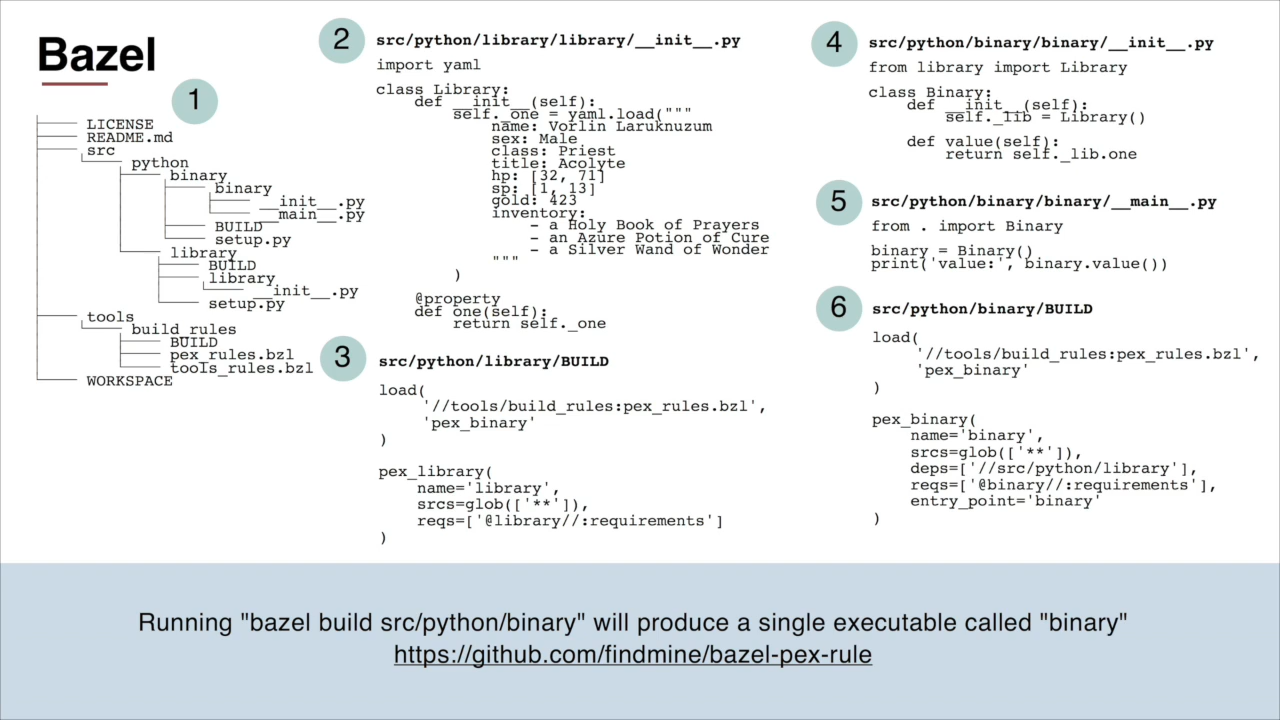 Bazel
1
LICENSE
README.md
src
python
binary
binary
__init__.py
__main__.py
BUILD
setup.py
library
BUILD
library
__init__.py
setup.py
tools
build_rules
BUILD
pex_rules.bzl
tools_rules.bzl
WORKSPACE
2
src/python/library/library/__init__.py
import yaml
class Library:
def __init__(self):
self._one = yaml.load("""
name: Vorlin Laruknuzum
sex: Male
class: Priest
title: Acolyte
hp: [32, 71]
sp: [1, 13]
gold: 423
inventory:
- a Holy Book of Prayers
- an Azure Potion of Cure
- a Silver Wand of Wonder
"""
)
@property
def one(self):
return self._one
3
src/python/library/BUILD
load(
'//tools/build_rules:pex_rules.bzl',
'pex_binary'
)
pex_library(
name='library',
srcs=glob(['**']),
reqs=['@library//:requirements']
)
4
src/python/binary/binary/__init__.py
from library import Library
class Binary:
def __init__(self):
self._lib = Library()
def value(self):
return self._lib.one
5
src/python/binary/binary/__main__.py
from . import Binary
binary = Binary()
print('value:', binary.value())
6
src/python/binary/BUILD
load(
'//tools/build_rules:pex_rules.bzl',
'pex_binary'
)
pex_binary(
name='binary',
srcs=glob(['**']),
deps=['//src/python/library'],
reqs=['@binary//:requirements'],
entry_point='binary'
)
Running "bazel build src/python/binary" will produce a single executable called "binary"
https://github.com/findmine/bazel-pex-rule